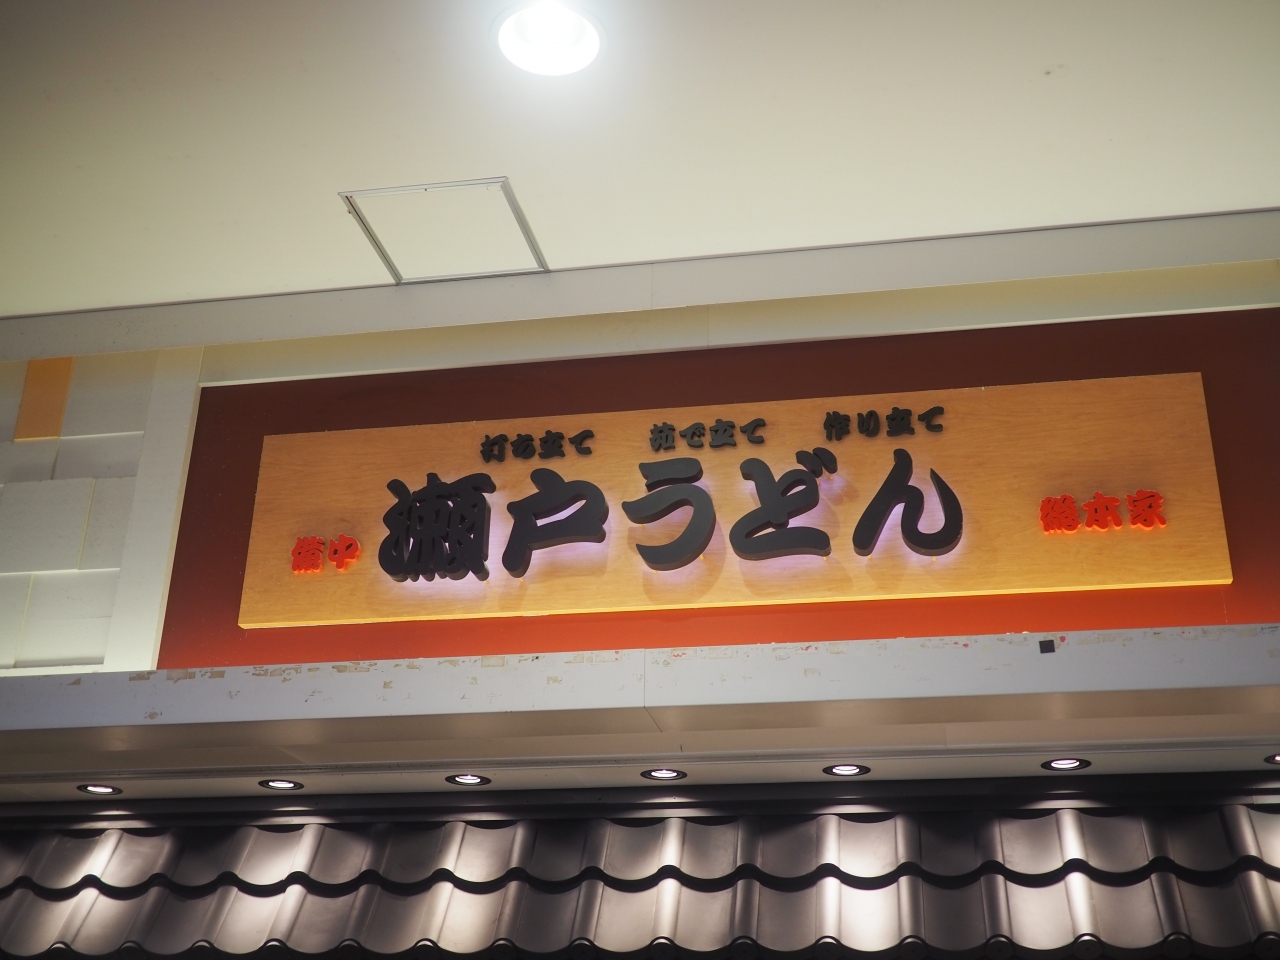 打ち立て 茹で立て 作り立て
備中 瀬戸うどん 總本家